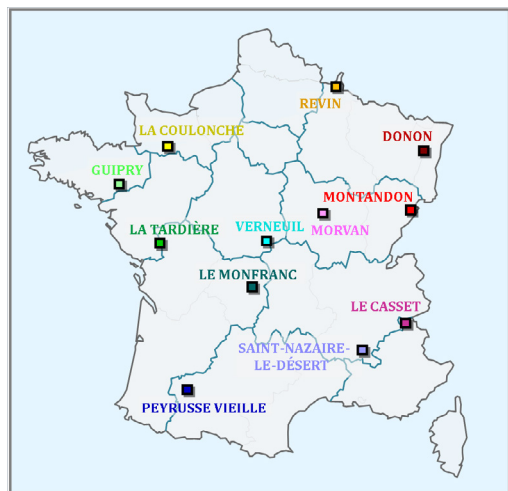 REVIN
LA COULONCHE
DONON
GUIPRY
MONTANDON
LA TARDIÈRE
VERNEUIL
MORVAN
LE MONFRANC
LE CASSET
SAINT-NAZAIRE-
LE-DÉSERT
PEYRUSSE VIEILLE